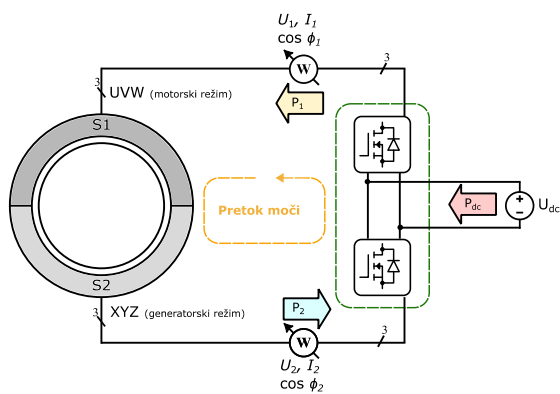 U1, I1
cos ϕ1
W
3
3
UVW (motorski režim)
P1
S1
Pretok moči
Pdc
Udc
S2
XYZ (generatorski režim)
P2
3
3
W
U2, I2
cos ϕ2